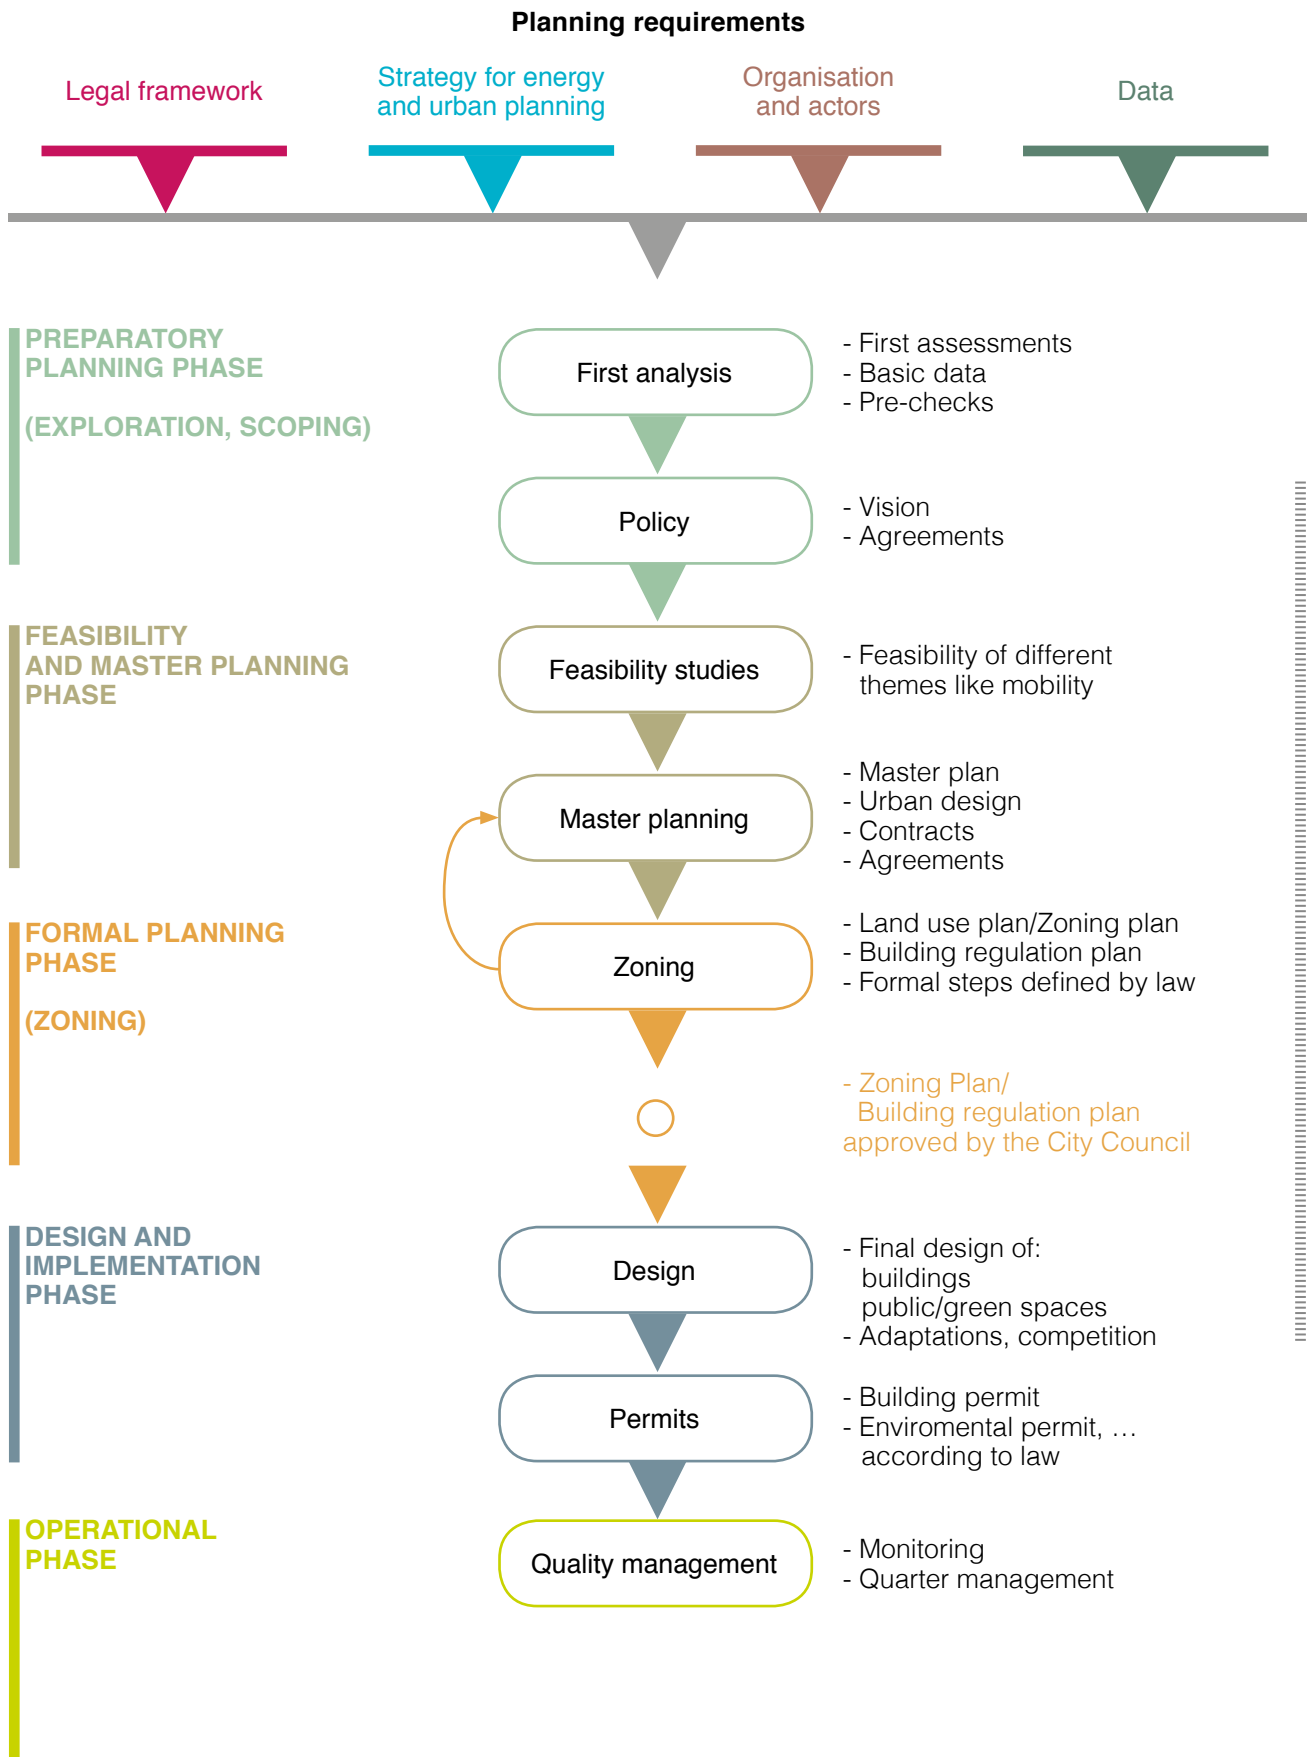 Planning requirements
Legal framework
Strategy for energy
and urban planning
Organisation
and actors
Data
PREPARATORY
PLANNING PHASE
(EXPLORATION, SCOPING)
First analysis
- First assessments
- Basic data
- Pre-checks
Policy
- Vision
- Agreements
FEASIBILITY
AND MASTER PLANNING
PHASE
Feasibility studies
- Feasibility of different
themes like mobility
Master planning
- Master plan
- Urban design
- Contracts
- Agreements
FORMAL PLANNING
PHASE
(ZONING)
Zoning
- Land use plan/Zoning plan
- Building regulation plan
- Formal steps defined by law
- Zoning Plan/
Building regulation plan
approved by the City Council
DESIGN AND
IMPLEMENTATION
PHASE
Design
- Final design of:
buildings
public/green spaces
- Adaptations, competition
Permits
- Building permit
- Enviromental permit, …
according to law
OPERATIONAL
PHASE
Quality management
- Monitoring
- Quarter management